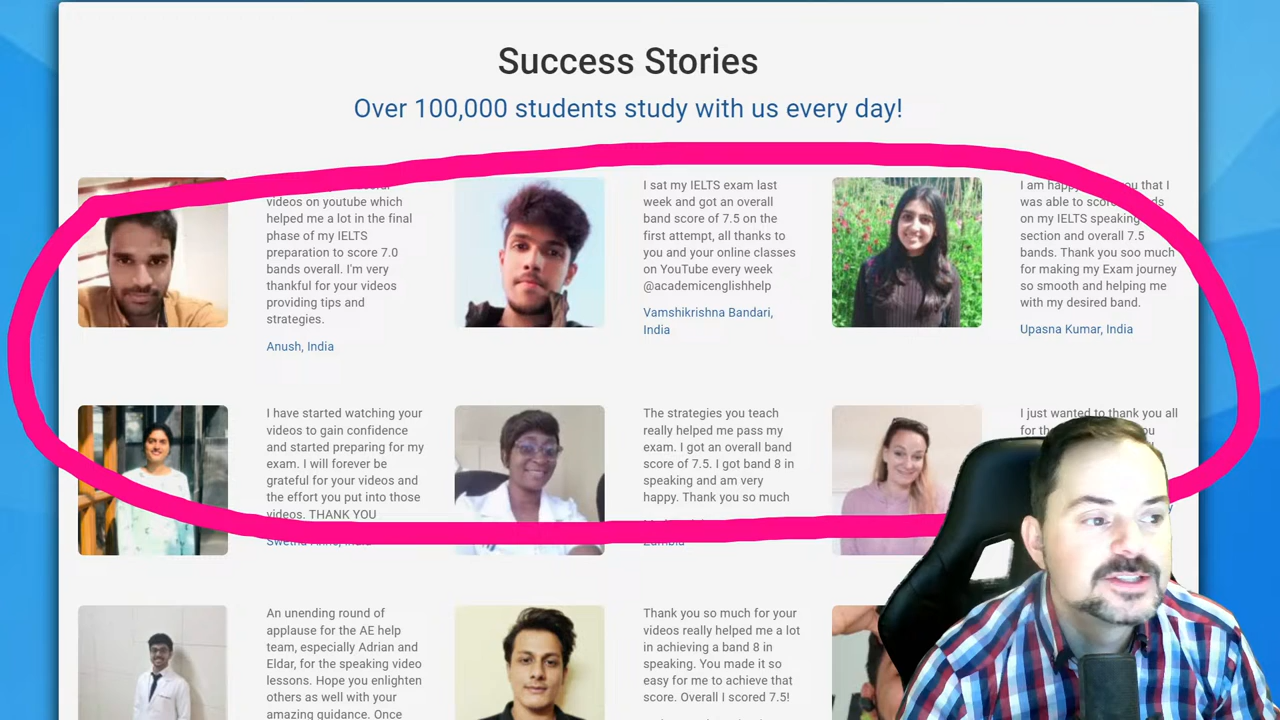 Success Stories
Over 100,000 students study with us every day!
videos on youtube which
helped me a lot in the final
phase of my IELTS
preparation to score 7.0
bands overall. I'm very
thankful for your videos
providing tips and
strategies.
Anush, India
I sat my IELTS exam last
week and got an overall
band score of 7.5 on the
first attempt, all thanks to
you and your online classes
on YouTube every week
@academicenglishhelp
Vamshikrishna Bandari,
India
I am happy that I
was able to score
on my IELTS speaking
section and overall 7.5
bands. Thank you soo much
for making my Exam journey
so smooth and helping me
with my desired band.
Upasna Kumar, India
I have started watching your
videos to gain confidence
and started preparing for my
exam. I will forever be
grateful for your videos and
the effort you put into those
videos. THANK YOU
The strategies you teach
really helped me pass my
exam. I got an overall band
score of 7.5. I got band 8 in
speaking and am very
happy. Thank you so much
Zambia
I just wanted to thank you all
for
An unending round of
applause for the AE help
team, especially Adrian and
Eldar, for the speaking video
lessons. Hope you enlighten
others as well with your
amazing guidance. Once
Thank you so much for your
videos really helped me a lot
in achieving a band 8 in
speaking. You made it so
easy for me to achieve that
score. Overall I scored 7.5!